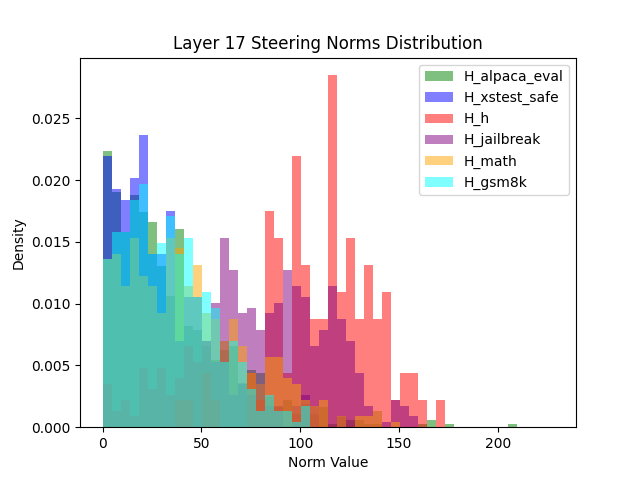 Layer 17 Steering Norms Distribution
H_alpaca_eval
H_xstest_safe
H_h
H_jailbreak
H_math
H_gsm8k
Density
0.025
0.020
0.015
0.010
0.005
0.000
0 50 100 150 200
Norm Value